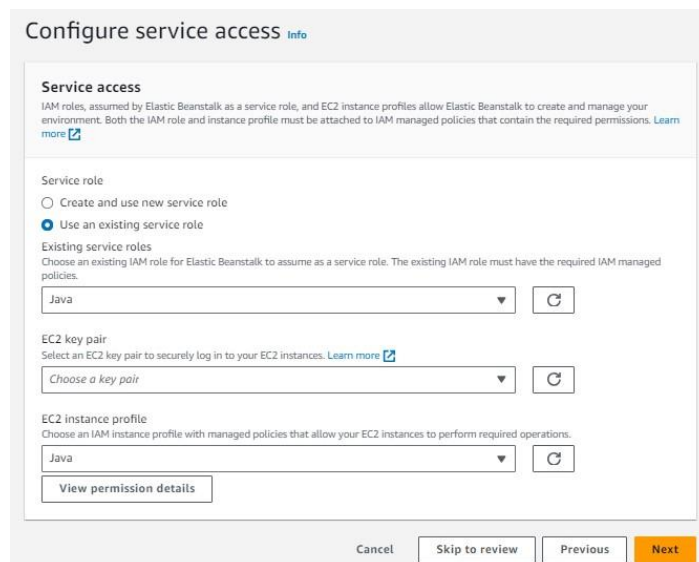 Configure service access Info
Service access
IAM roles, assumed by Elastic Beanstalk as a service role, and EC2 instance profiles allow Elastic Beanstalk to create and manage your
environment. Both the IAM role and instance profile must be attached to IAM managed policies that contain the required permissions. Learn
more
Service role
Create and use new service role
Use an existing service role
Existing service roles
Choose an existing IAM role for Elastic Beanstalk to assume as a service role. The existing IAM role must have the required IAM managed
policies.
Java
EC2 key pair
Select an EC2 key pair to securely log in to your EC2 instances. Learn more
Choose a key pair
EC2 instance profile
Choose an IAM instance profile with managed policies that allow your EC2 instances to perform required operations.
Java
View permission details
Cancel Skip to review Previous Next